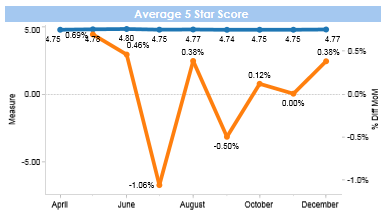 Average 5 Star Score
5.00
0.00
-5.00
Measure
4.75 4.78 4.80 4.75 4.77 4.74 4.75 4.75 4.77
0.69% 0.46% -1.06% 0.38% -0.50% 0.12% 0.00% 0.38%
0.5%
0.0%
-0.5%
-1.0%
% Diff MoM
April June August October December